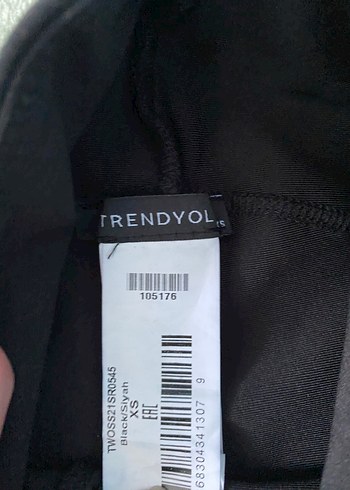 TRENDYOL
105176
TWOSS21SR0545
Black/Siyah
XS
EAC
68304341307 9